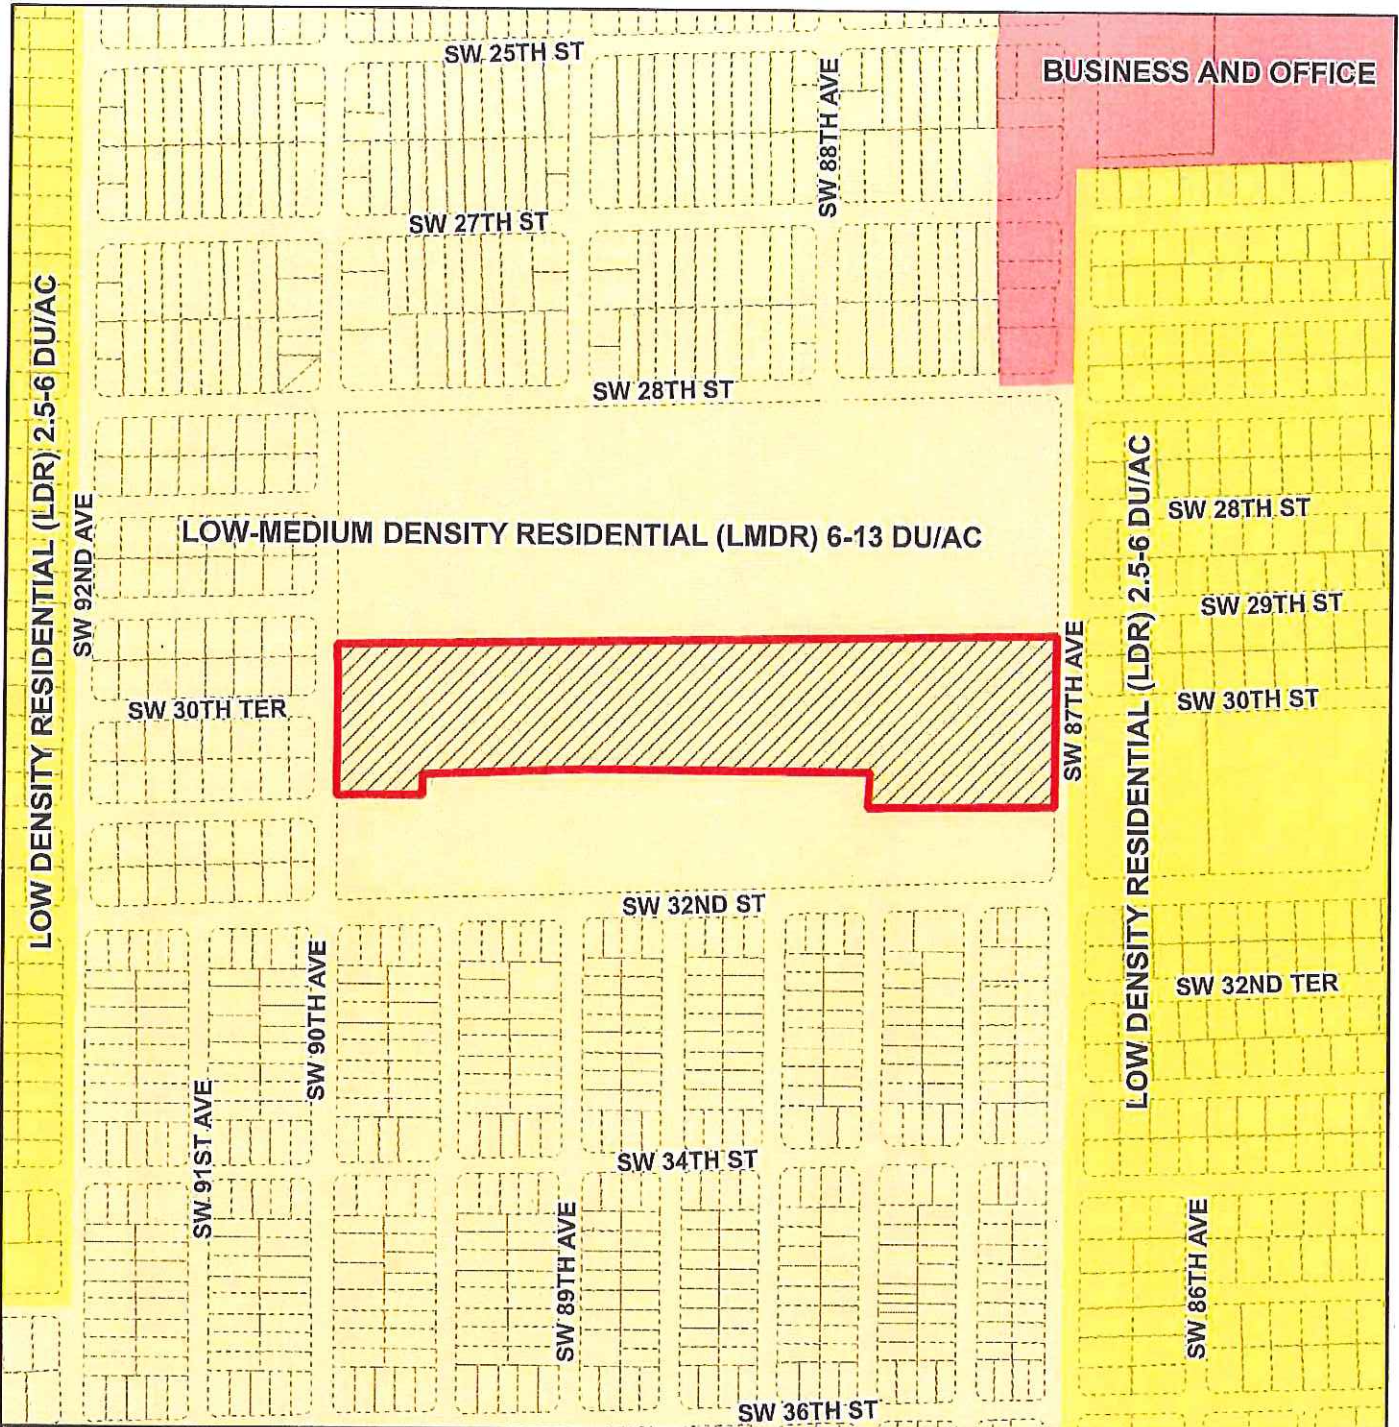 SW 25TH ST
BUSINESS AND OFFICE
SW 88TH AVE
SW 27TH ST
LOW DENSITY RESIDENTIAL (LDR) 2.5-6 DU/AC
SW 28TH ST
SW 92ND AVE
LOW-MEDIUM DENSITY RESIDENTIAL (LMDR) 6-13 DU/AC
LOW DENSITY RESIDENTIAL (LDR) 2.5-6 DU/AC
SW 28TH ST
SW 29TH ST
SW 87TH AVE
SW 30TH ST
SW 30TH TER
SW 32ND ST
SW 90TH AVE
SW 32ND TER
SW 91ST AVE
SW 34TH ST
SW 89TH AVE
SW 86TH AVE
SW 36TH ST